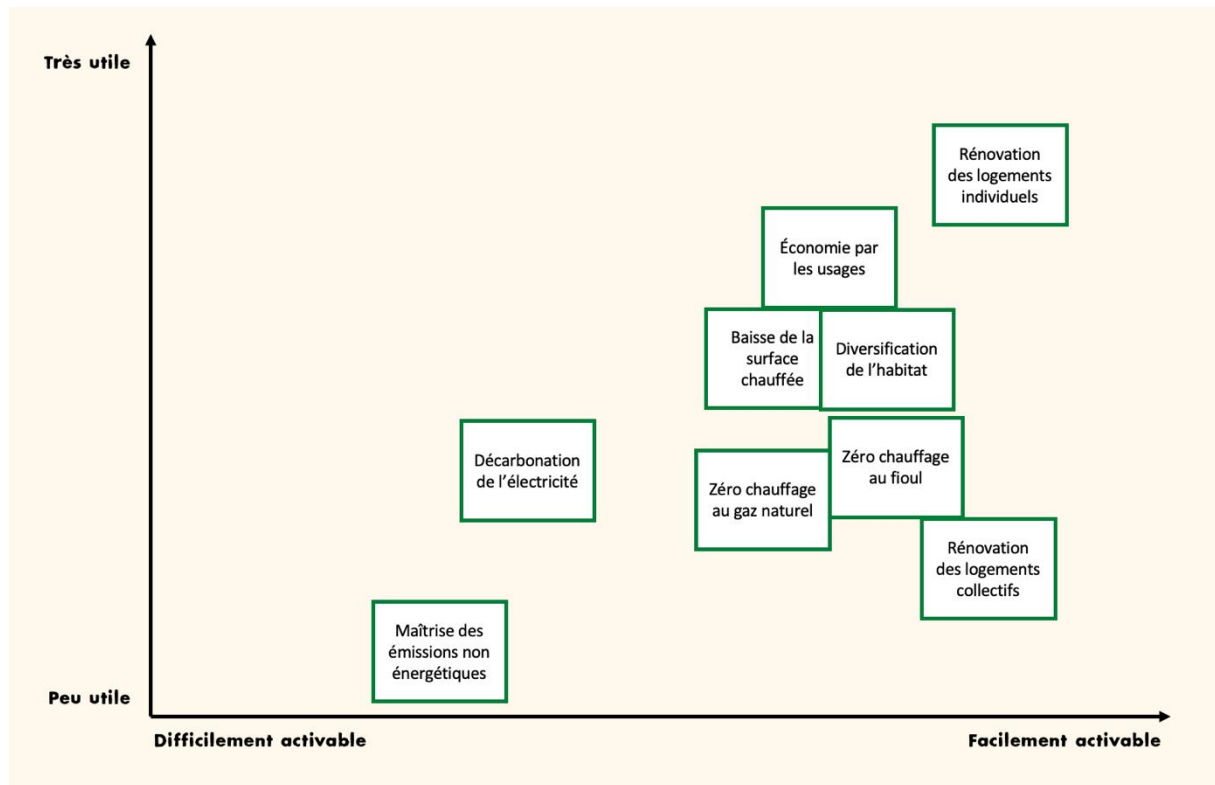 Très utile
Rénovation
des logements
individuels
Économie par
les usages
Baisse de la
surface
chauffée
Diversification
de l’habitat
Décarbonation
de l’électricité
Zéro chauffage
au gaz naturel
Zéro chauffage
au fioul
Rénovation
des logements
collectifs
Maîtrise des
émissions non
énergétiques
Peu utile
Difficilement activable
Facilement activable